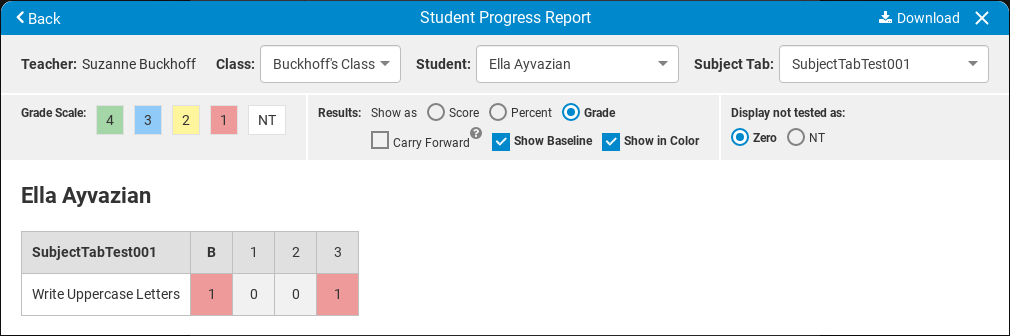 Back Student Progress Report Download
Teacher: Suzanne Buckhoff Class: Buckhoff's Class Student: Ella Ayvazian Subject Tab: SubjectTabTest001
Grade Scale: 4 3 2 1 NT Results: Show as Score Percent Grade Display not tested as:
Carry Forward ? Show Baseline Show in Color Zero NT
Ella Ayvazian
SubjectTabTest001 B 1 2 3
Write Uppercase Letters 1 0 0 1